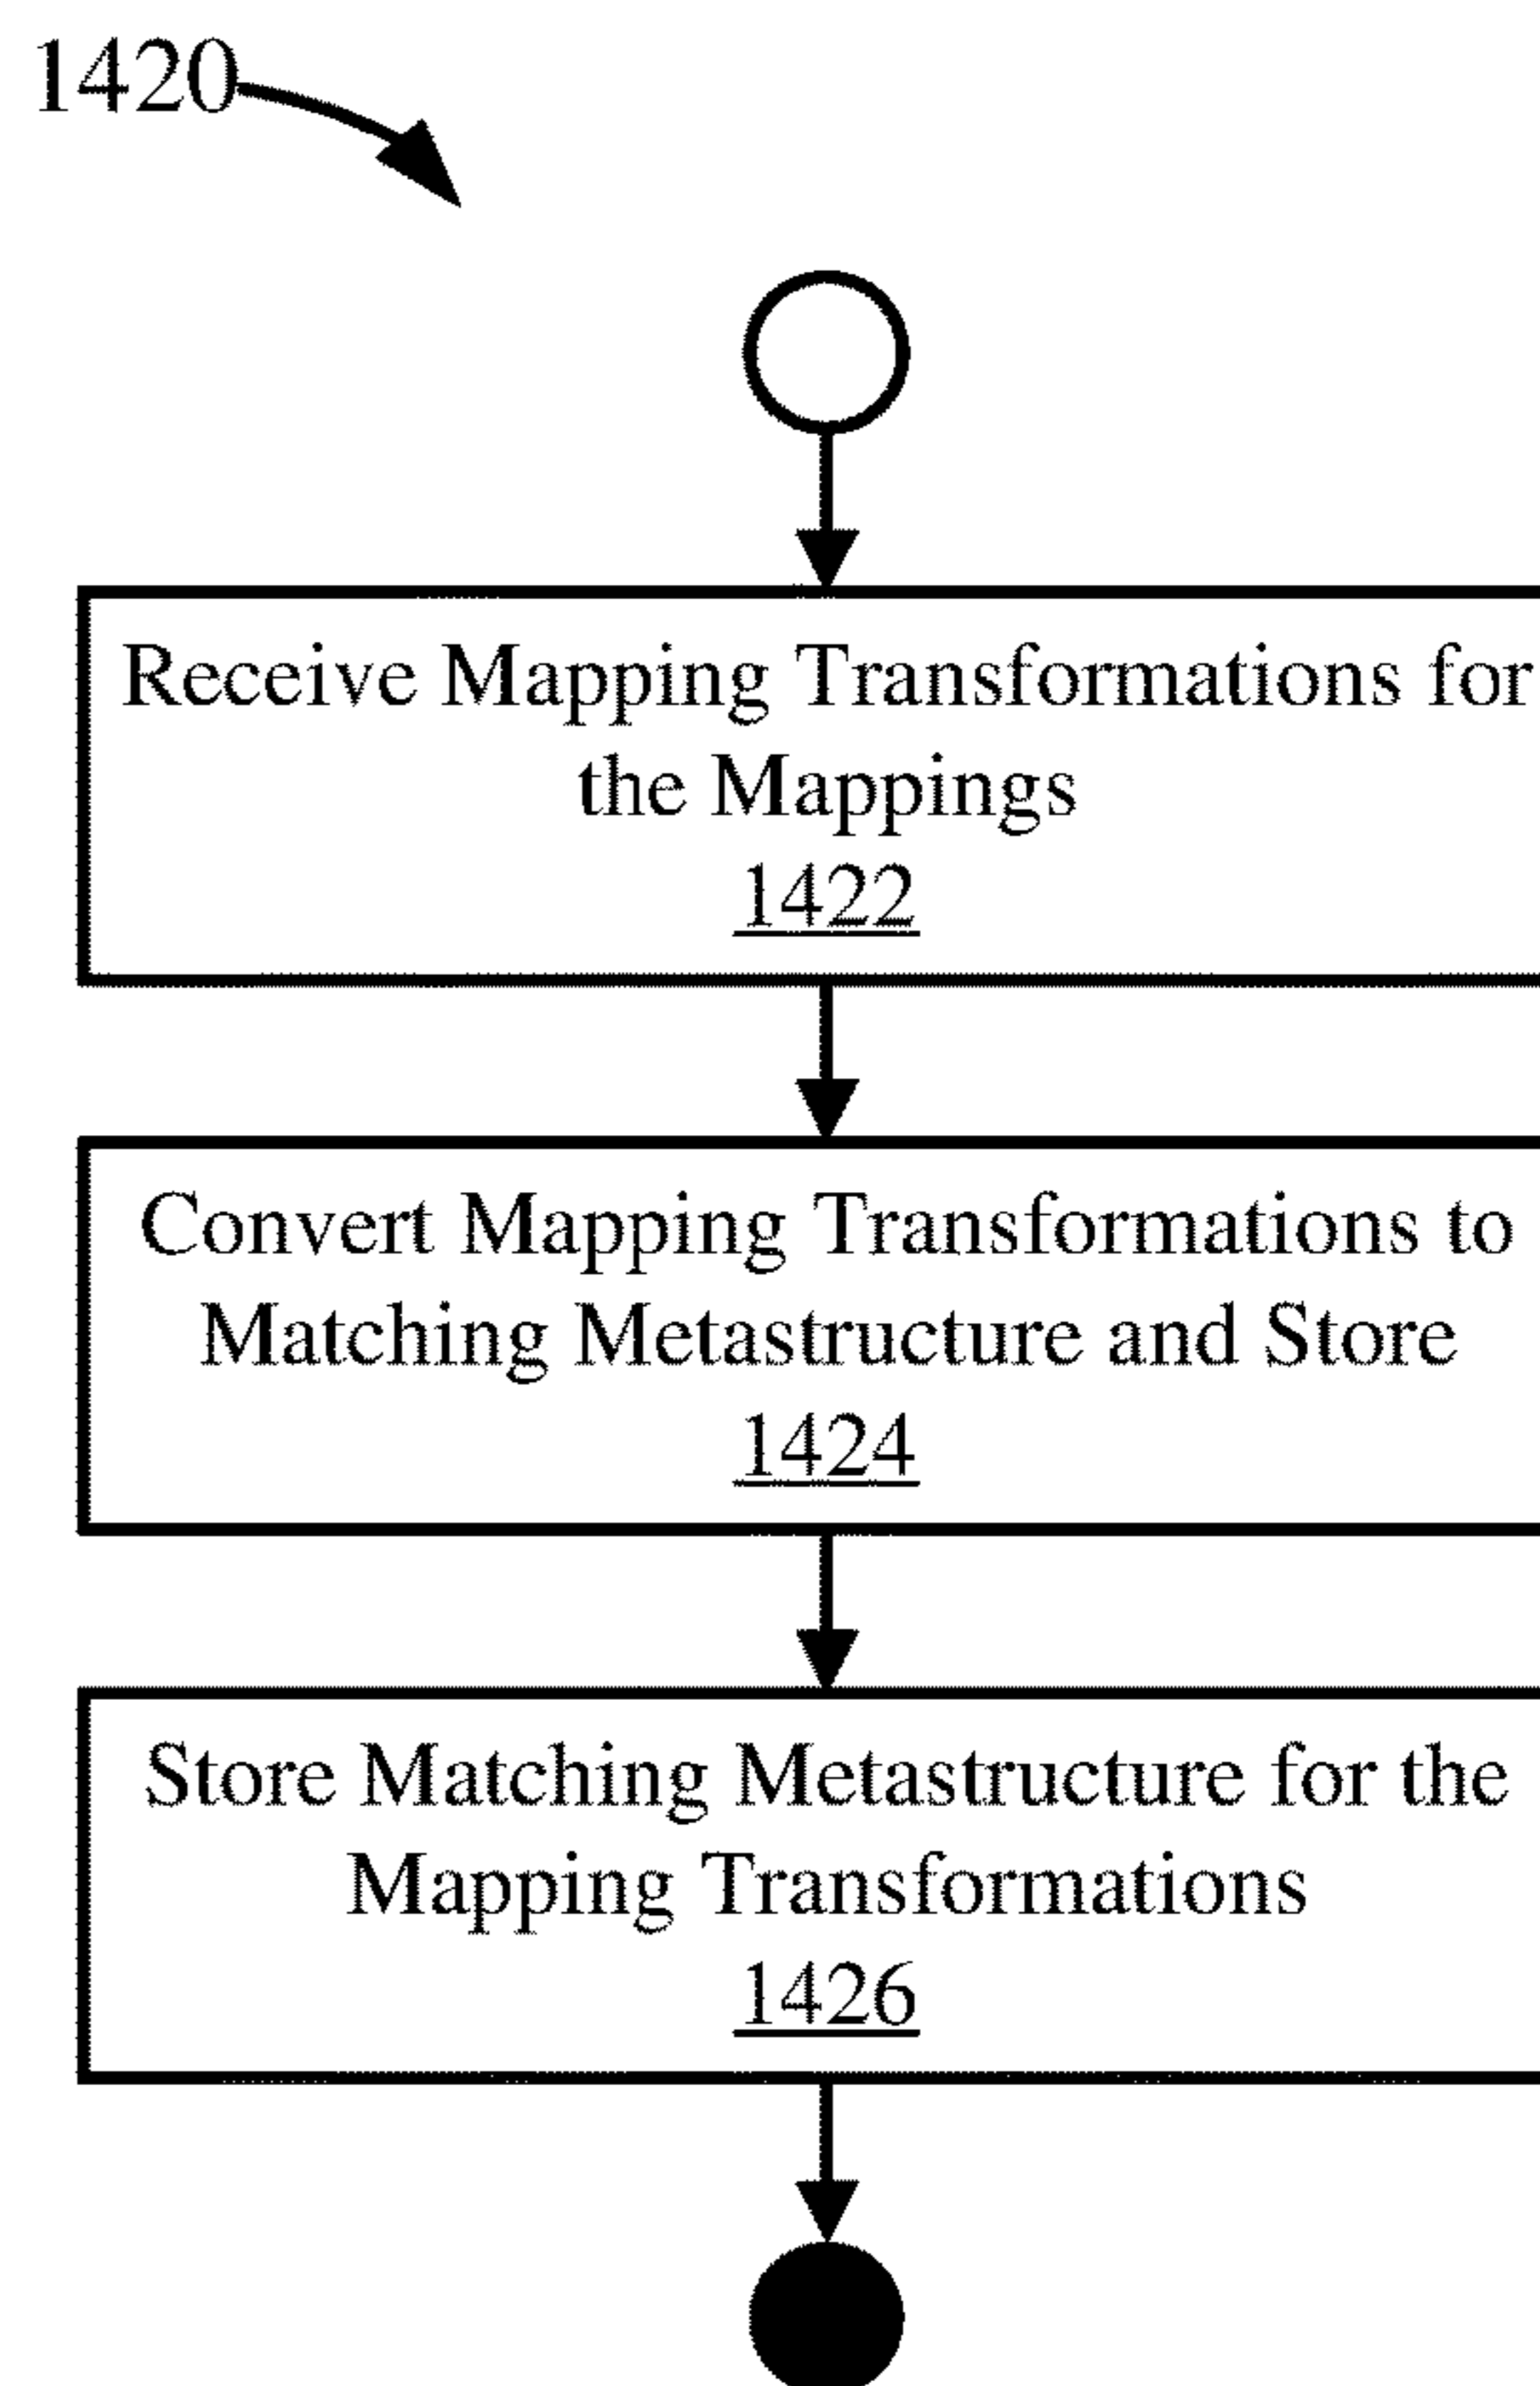 1420
Receive Mapping Transformations for
the Mappings
1422
Convert Mapping Transformations to
Matching Metastructure and Store
1424
Store Matching Metastructure for the
Mapping Transformations
1426